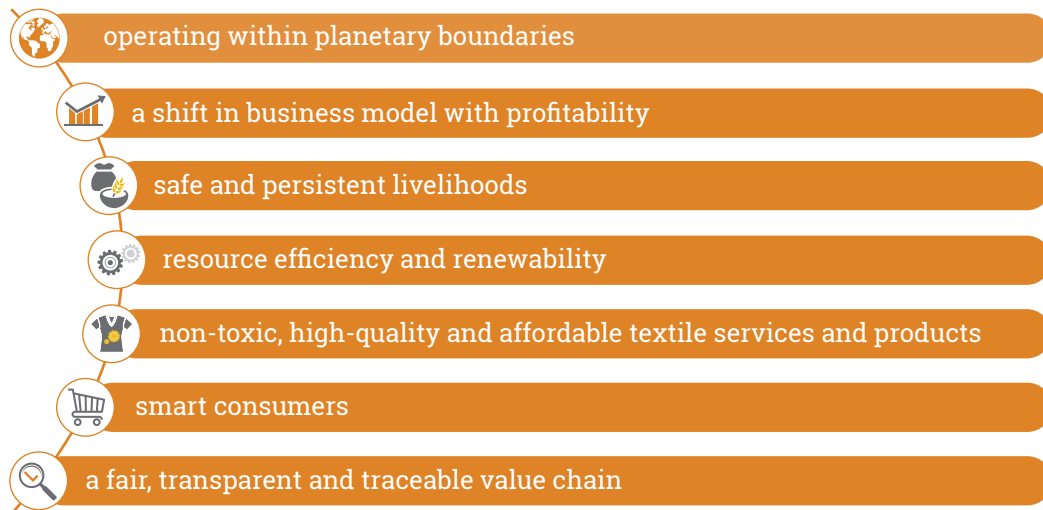 operating within planetary boundaries
a shift in business model with profitability
safe and persistent livelihoods
resource efficiency and renewability
non-toxic, high-quality and affordable textile services and products
smart consumers
a fair, transparent and traceable value chain